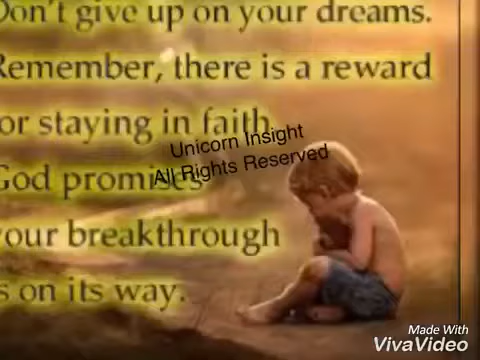 Don't give up on your dreams.
Remember, there is a reward
or staying in faith
God promises
your breakthrough
s on its way.
Unicorn Insight
All Rights Reserved
Made With
VivaVideo